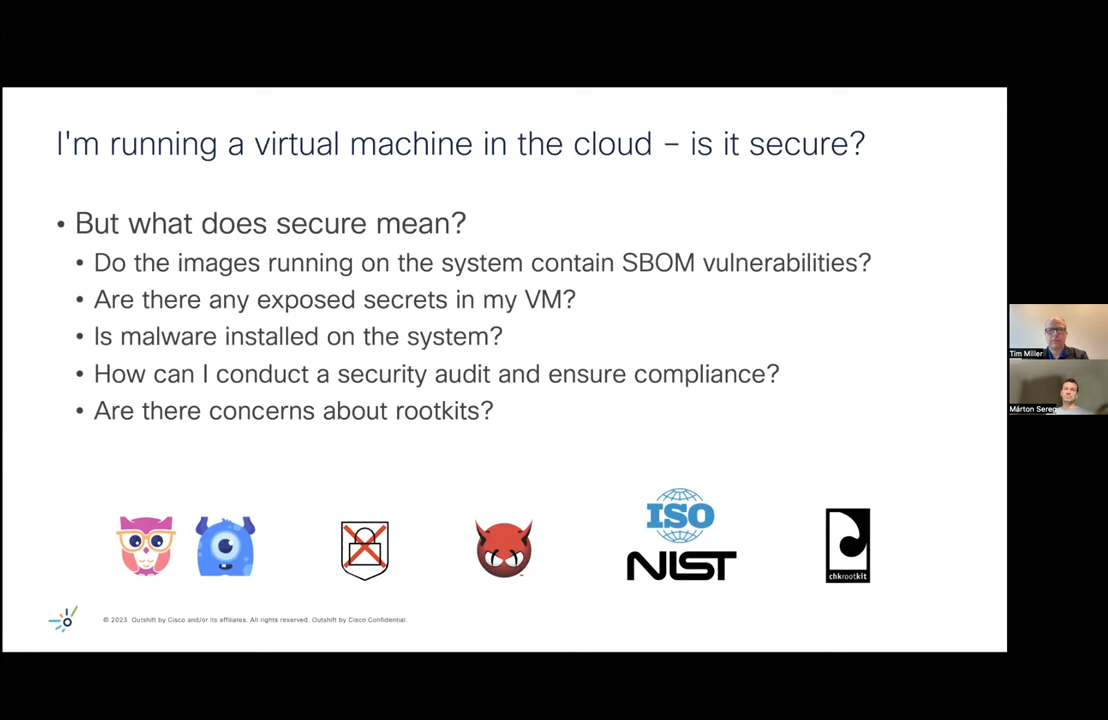 I'm running a virtual machine in the cloud – is it secure?
• But what does secure mean?
• Do the images running on the system contain SBOM vulnerabilities?
• Are there any exposed secrets in my VM?
• Is malware installed on the system?
• How can I conduct a security audit and ensure compliance?
• Are there concerns about rootkits?
ISO
NIST
chkrootkit
© 2023 Outshift by Cisco and/or its affiliates. All rights reserved. Outshift by Cisco Confidential.
Tim Miller
Márton Sereg